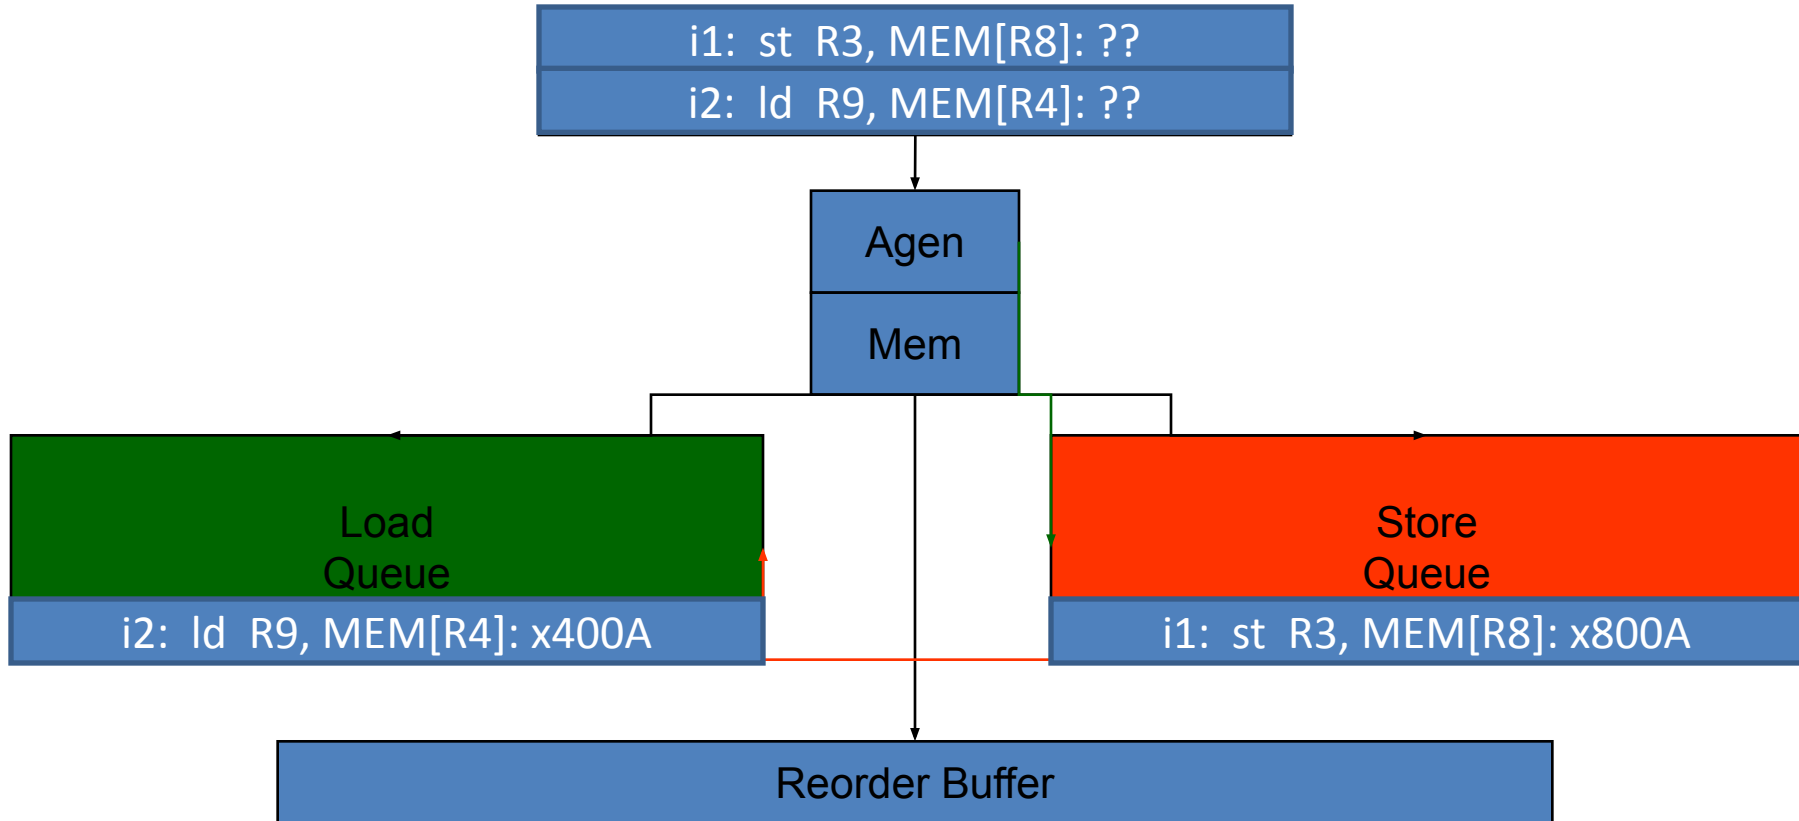 i1: st R3, MEM[R8]: ??
i2: ld R9, MEM[R4]: ??
Agen
Mem
Load
Queue
i2: ld R9, MEM[R4]: x400A
Store
Queue
i1: st R3, MEM[R8]: x800A
Reorder Buffer